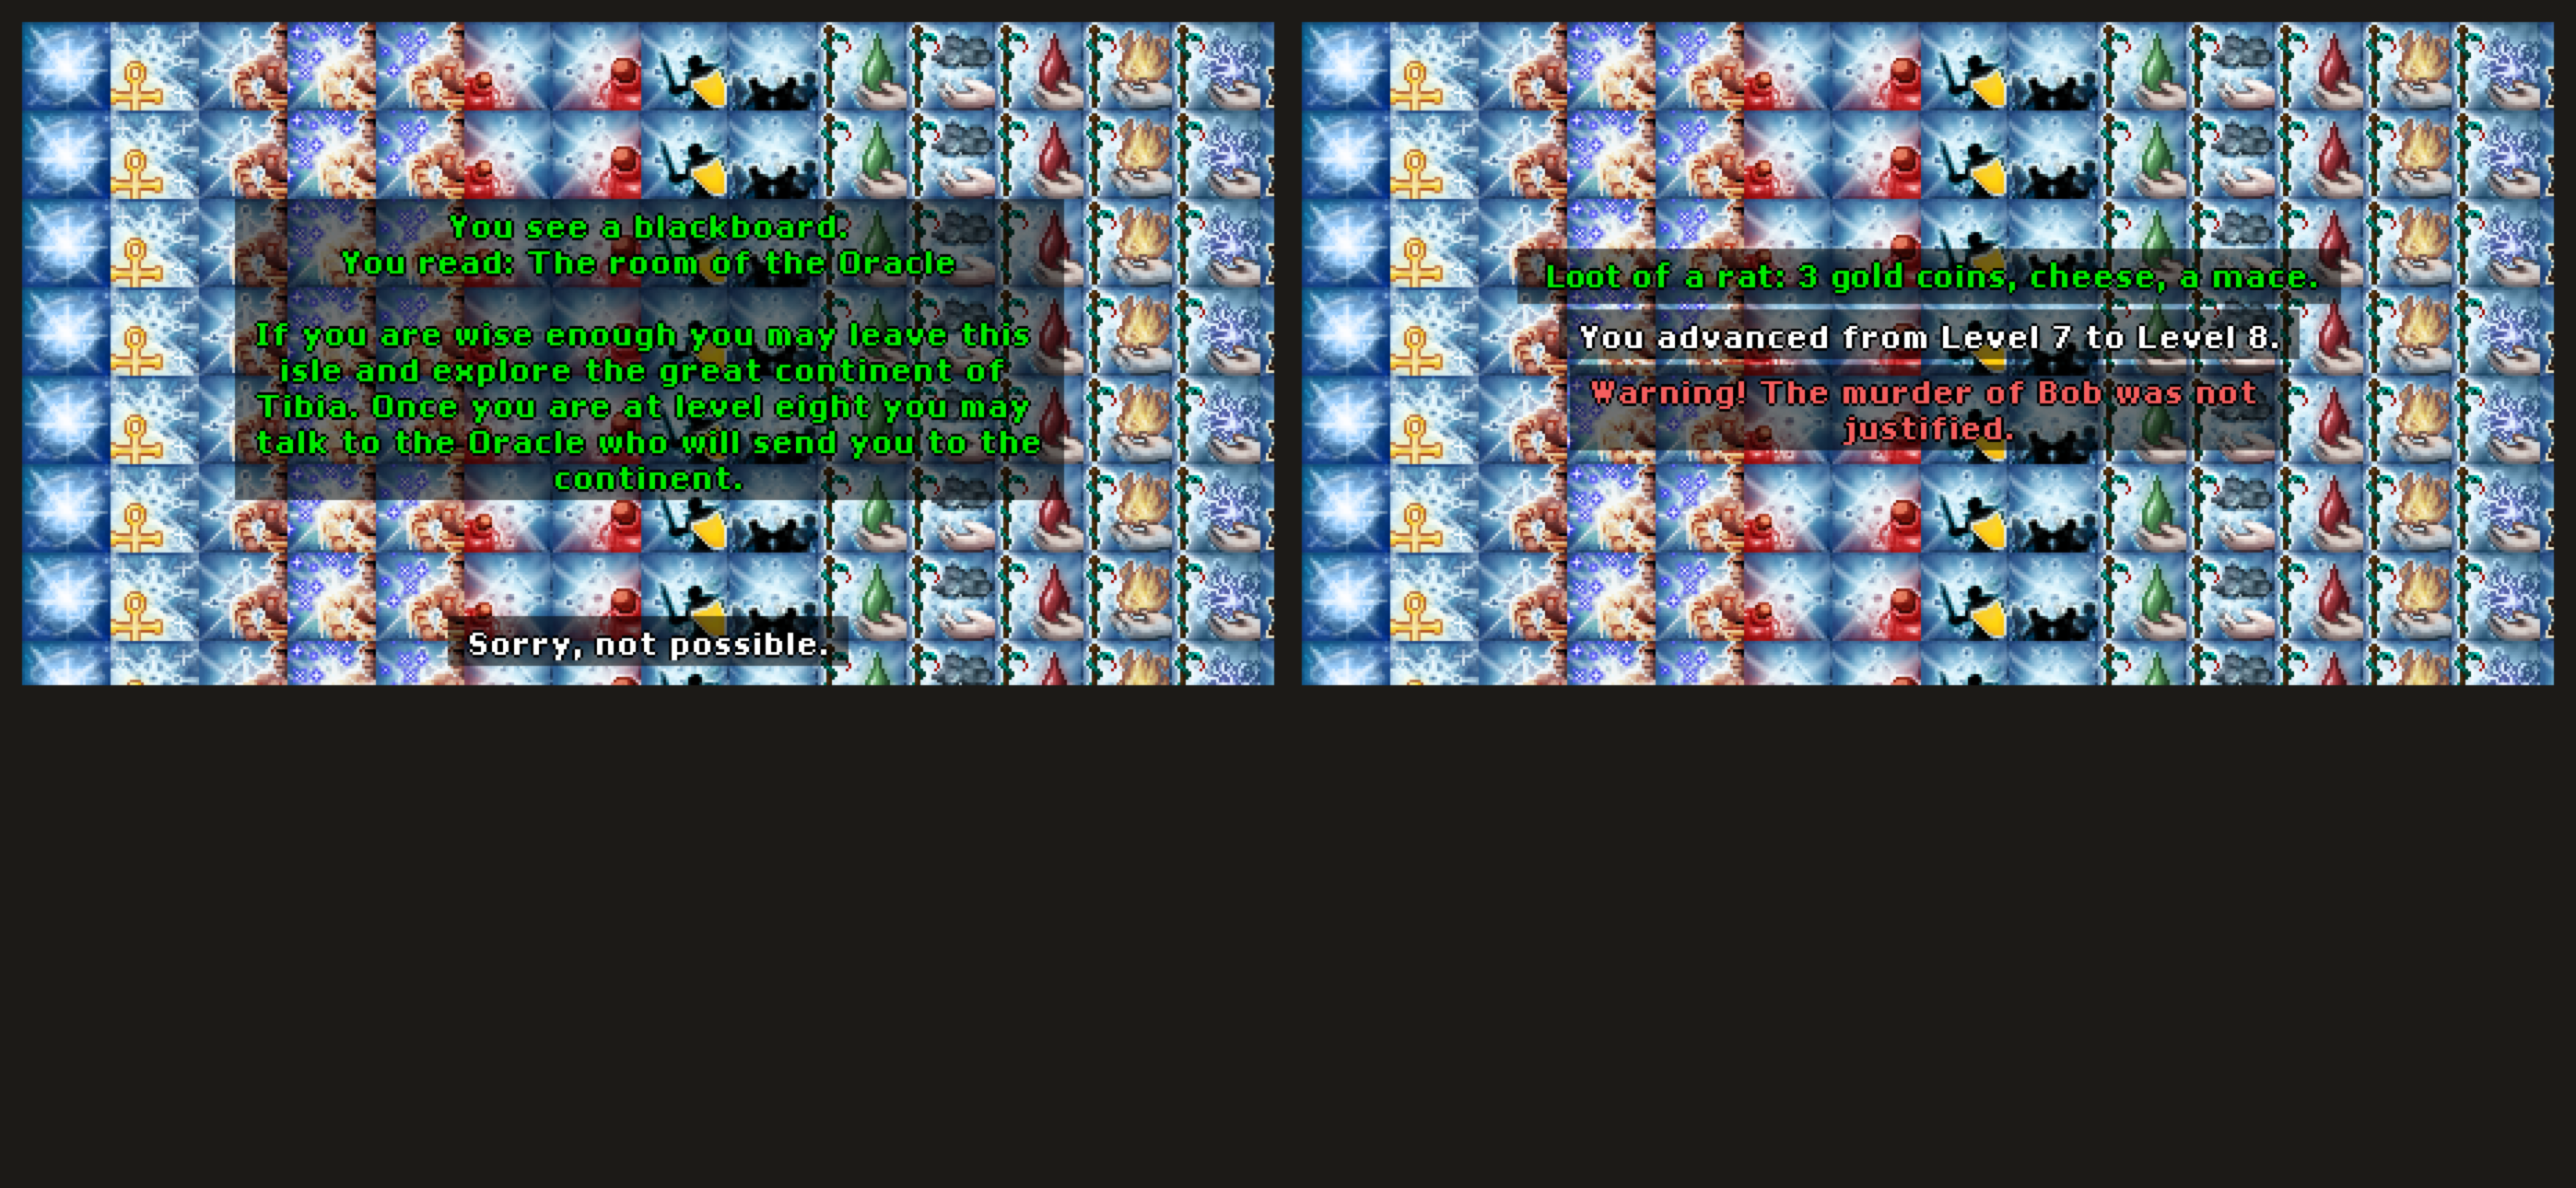 You see a blackboard.
You read: The room of the Oracle
If you are wise enough you may leave this
isle and explore the great continent of
Tibia. Once you are at level eight you may
talk to the Oracle who will send you to the
continent.
Sorry, not possible.
Loot of a rat: 3 gold coins, cheese, a mace.
You advanced from Level 7 to Level 8.
Warning! The murder of Bob was not
justified.